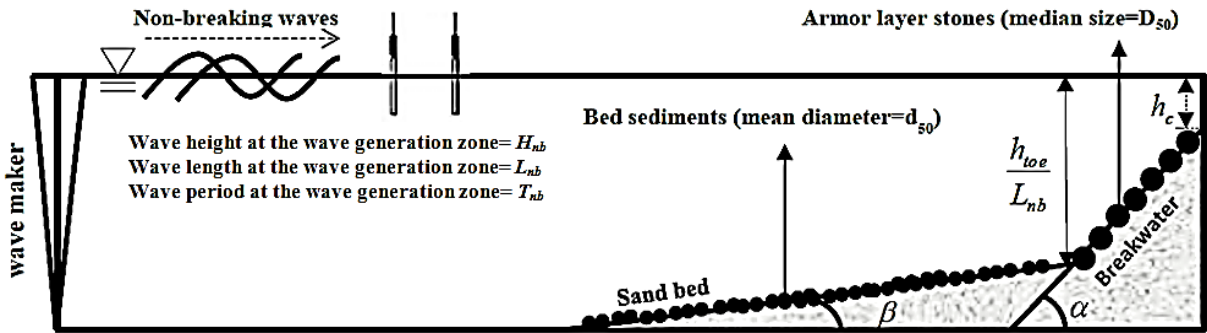 Non-breaking waves
Armor layer stones (median size=D50)
Bed sediments (mean diameter=d50)
hc
Wave height at the wave generation zone= Hnb
Wave length at the wave generation zone= Lnb
Wave period at the wave generation zone= Tnb
htoe
Lnb
wave maker
Breakwater
Sand bed
β
α